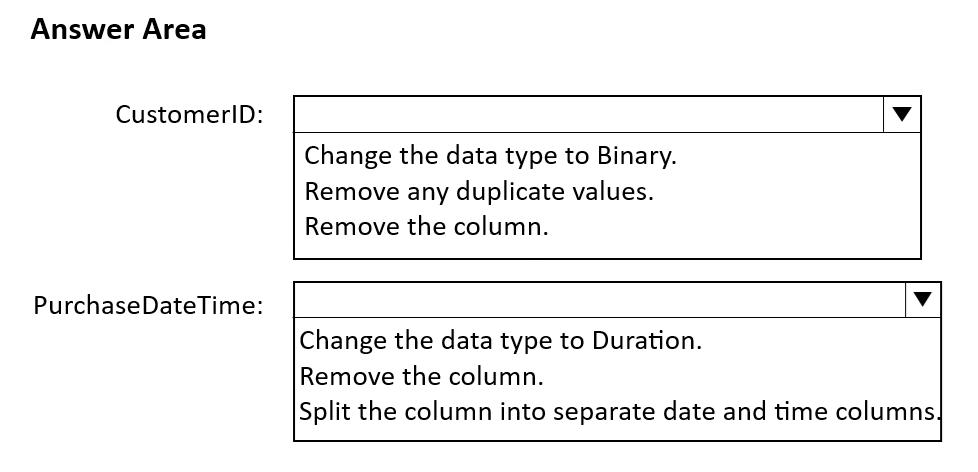 Answer Area
CustomerID:
Change the data type to Binary.
Remove any duplicate values.
Remove the column.
PurchaseDateTime:
Change the data type to Duration.
Remove the column.
Split the column into separate date and time columns.